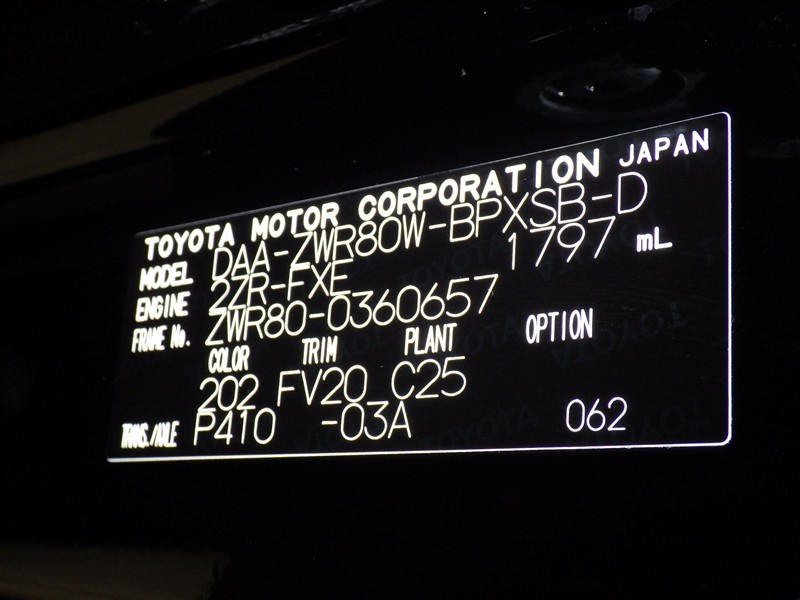 TOYOTA MOTOR CORPORATION JAPAN
MODEL DAA-ZWR80W-BPXSB-D
ENGINE 2ZR-FXE 1797 mL
FRAME No. ZWR80-0360657
COLOR TRIM PLANT OPTION
202 FV20 C25
TRANS./AXLE P410 -03A 062